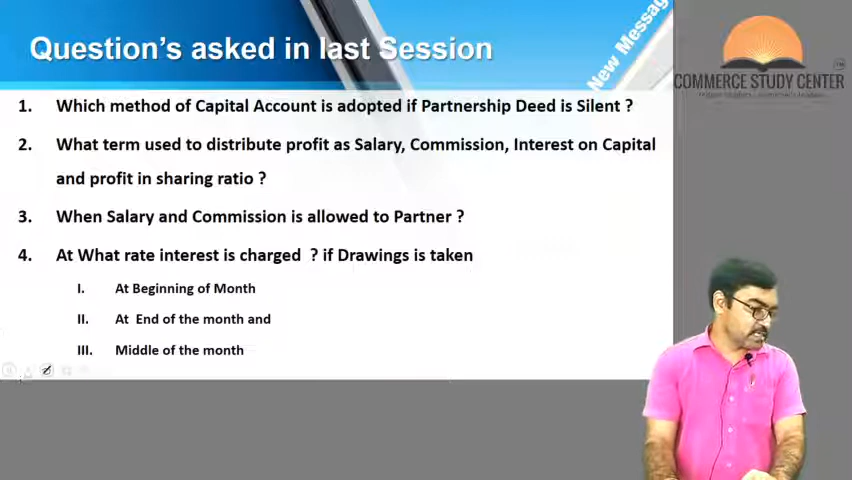 New Messag
Question's asked in last Session
COMMERCE STUDY CENTER
TM
1. Which method of Capital Account is adopted if Partnership Deed is Silent ?
2. What term used to distribute profit as Salary, Commission, Interest on Capital
and profit in sharing ratio ?
3. When Salary and Commission is allowed to Partner ?
4. At What rate interest is charged ? if Drawings is taken
I. At Beginning of Month
II. At End of the month and
III. Middle of the month